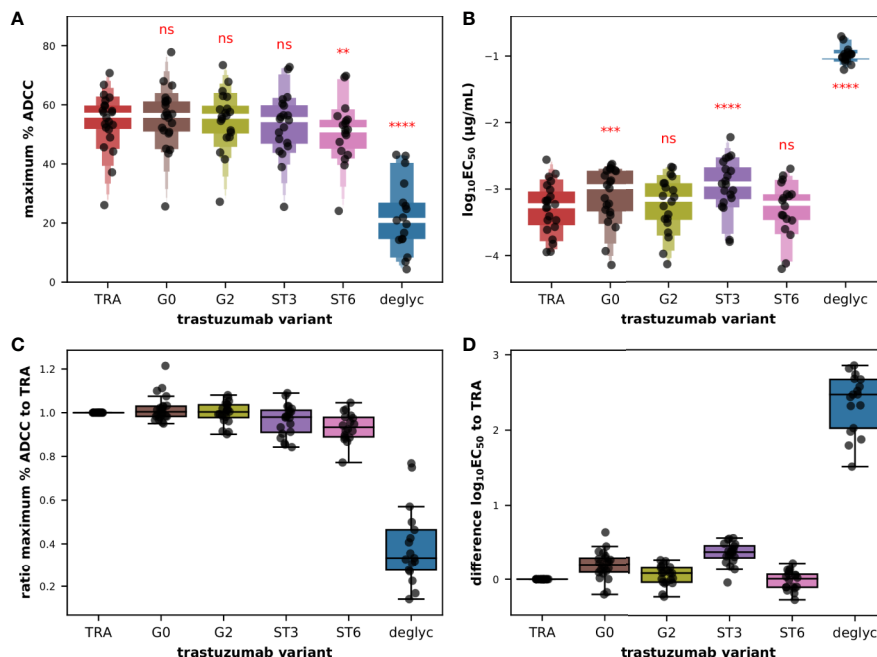 A
80
60
40
20
0
maximum % ADCC
ns
ns
ns
**
****
TRA
G0
G2
ST3
ST6
deglyc
trastuzumab variant
B
−1
−2
−3
−4
log10EC50 (µg/mL)
***
ns
****
ns
****
TRA
G0
G2
ST3
ST6
deglyc
trastuzumab variant
C
1.2
1.0
0.8
0.6
0.4
0.2
ratio maximum % ADCC to TRA
TRA
G0
G2
ST3
ST6
deglyc
trastuzumab variant
D
3
2
1
0
difference log10EC50 to TRA
TRA
G0
G2
ST3
ST6
deglyc
trastuzumab variant